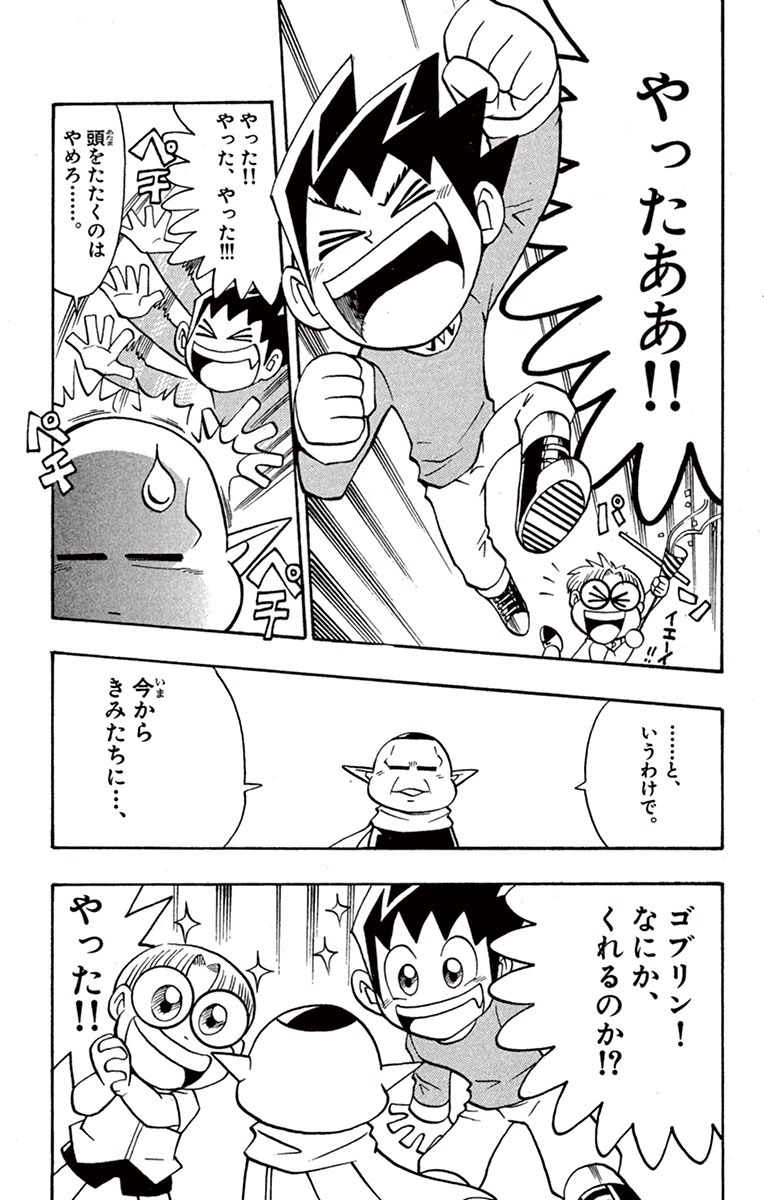 やったああ!!
パン
イエーイ!!
やった!!
やった、やった!!!
頭をたたくのは
やめろ……。
ペチ
ペチ
ペチ
……と、
いうわけで。
今から
きみたちに…、
ゴブリン!
なにか、
くれるのか!?
やった!!